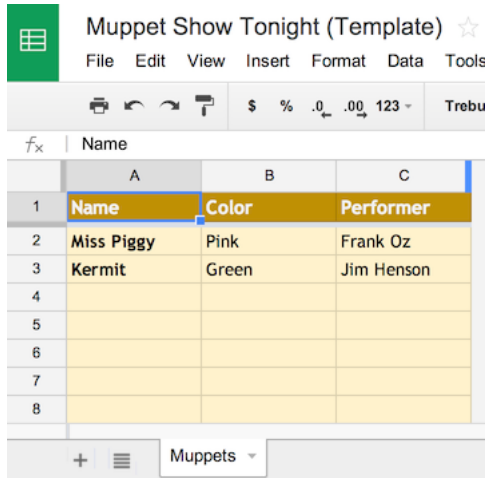 Muppet Show Tonight (Template)
File Edit View Insert Format Data Tools
$ % .0 .00 123 Trebu
fx Name
A B C
1 Name Color Performer
2 Miss Piggy Pink Frank Oz
3 Kermit Green Jim Henson
4
5
6
7
8
+ Muppets